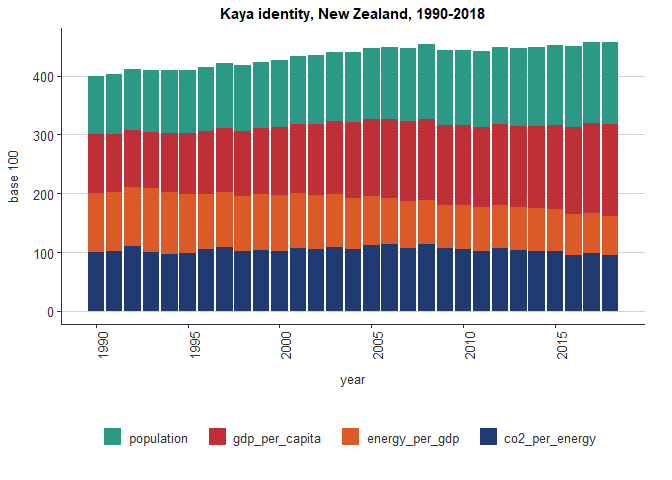 Kaya identity, New Zealand, 1990-2018
400
300
200
100
0
base 100
1990
1995
2000
2005
2010
2015
year
population
gdp_per_capita
energy_per_gdp
co2_per_energy